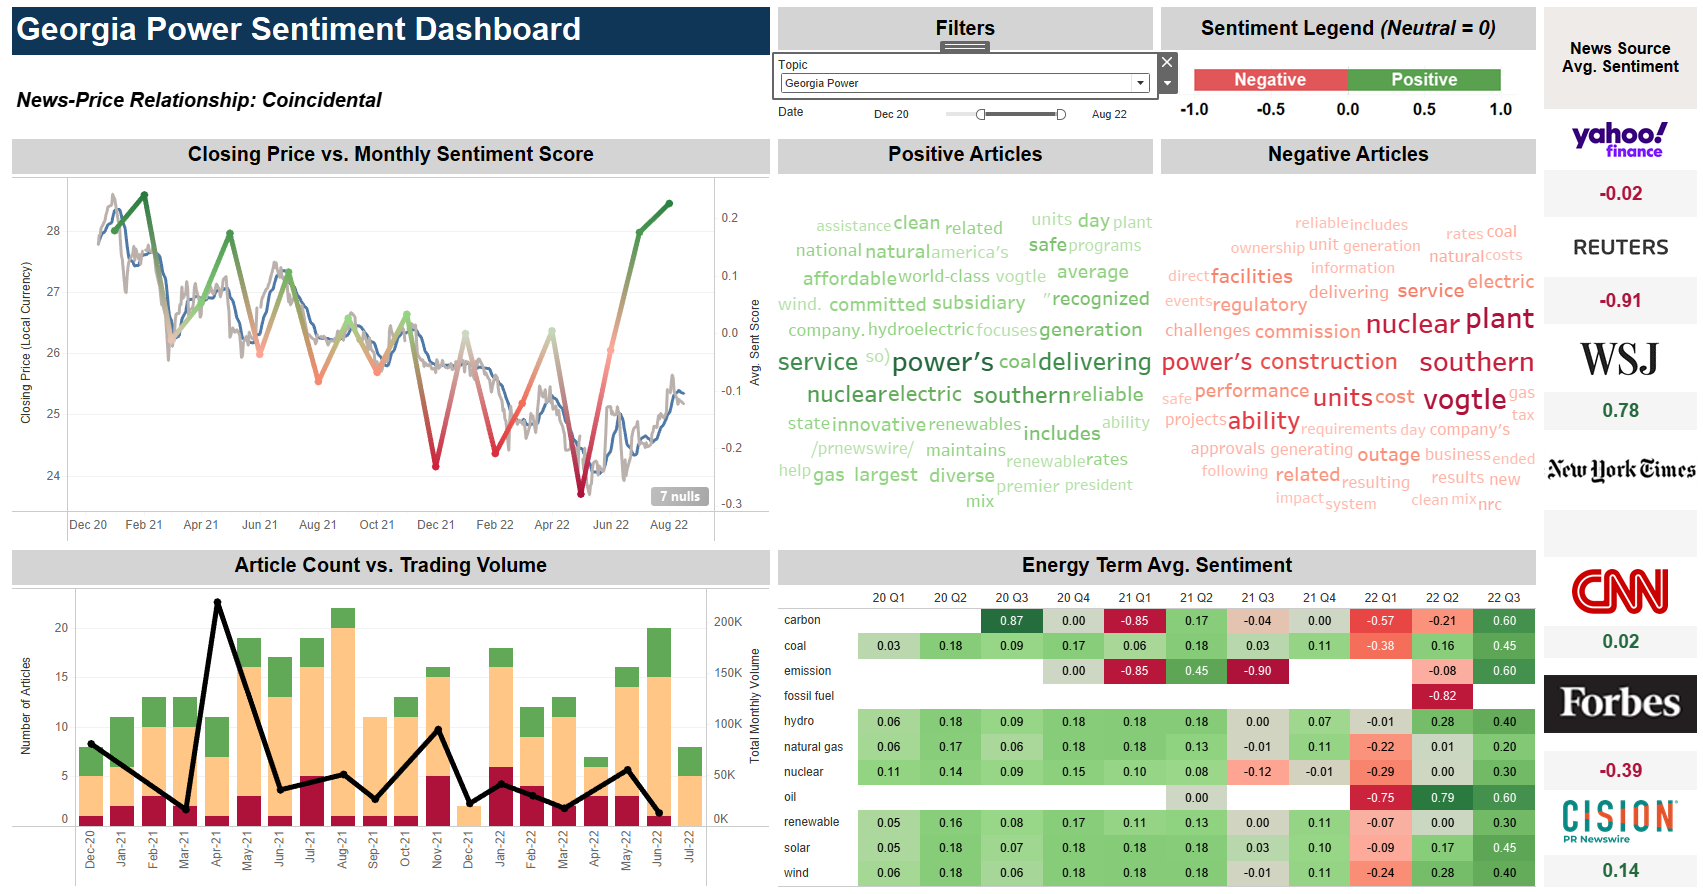 Georgia Power Sentiment Dashboard
News-Price Relationship: Coincidental
Filters
Topic
Georgia Power
Date
Dec 20
Aug 22
Sentiment Legend (Neutral = 0)
Negative
Positive
-1.0 -0.5 0.0 0.5 1.0
News Source
Avg. Sentiment
yahoo!
finance
-0.02
REUTERS
-0.91
WSJ
0.78
New York Times
CNN
0.02
Forbes
-0.39
CISION
PR Newswire
0.14
Closing Price vs. Monthly Sentiment Score
Closing Price (Local Currency)
28
27
26
25
24
0.2
0.1
0.0
-0.1
-0.2
-0.3
Avg. Sent Score
7 nulls
Dec 20 Feb 21 Apr 21 Jun 21 Aug 21 Oct 21 Dec 21 Feb 22 Apr 22 Jun 22 Aug 22
Positive Articles
assistance clean related units day plant
national natural america's safe programs
affordable world-class vogtle average
wind. committed subsidiary " recognized
company. hydroelectric focuses generation
service so) power's coal delivering
nuclear electric southern reliable
state innovative renewables includes ability
/prnewswire/ maintains renewable rates
help gas largest diverse premier president
mix
Negative Articles
reliable includes
ownership unit generation rates coal
information natural costs
direct facilities delivering service electric
events regulatory
challenges commission nuclear plant
power's construction southern
safe performance units cost vogtle gas
projects ability requirements day company's tax
approvals generating outage business ended
following related resulting results new
impact system clean mix nrc
Article Count vs. Trading Volume
Number of Articles
20
15
10
5
0
200K
150K
100K
50K
0K
Total Monthly Volume
Dec-20 Jan-21 Feb-21 Mar-21 Apr-21 May-21 Jun-21 Jul-21 Aug-21 Sep-21 Oct-21 Nov-21 Dec-21 Jan-22 Feb-22 Mar-22 Apr-22 May-22 Jun-22 Jul-22
Energy Term Avg. Sentiment
20 Q1 20 Q2 20 Q3 20 Q4 21 Q1 21 Q2 21 Q3 21 Q4 22 Q1 22 Q2 22 Q3
carbon 0.87 0.00 -0.85 0.17 -0.04 0.00 -0.57 -0.21 0.60
coal 0.03 0.18 0.09 0.17 0.06 0.18 0.03 0.11 -0.38 0.16 0.45
emission 0.00 -0.85 0.45 -0.90 -0.08 0.60
fossil fuel -0.82
hydro 0.06 0.18 0.09 0.18 0.18 0.18 0.00 0.07 -0.01 0.28 0.40
natural gas 0.06 0.17 0.06 0.18 0.18 0.13 -0.01 0.11 -0.22 0.01 0.20
nuclear 0.11 0.14 0.09 0.15 0.10 0.08 -0.12 -0.01 -0.29 0.00 0.30
oil 0.00 -0.75 0.79 0.60
renewable 0.05 0.16 0.08 0.17 0.11 0.13 0.00 0.11 -0.07 0.00 0.30
solar 0.05 0.18 0.07 0.18 0.18 0.18 0.03 0.10 -0.09 0.17 0.45
wind 0.06 0.18 0.06 0.18 0.18 0.18 -0.01 0.11 -0.24 0.28 0.40